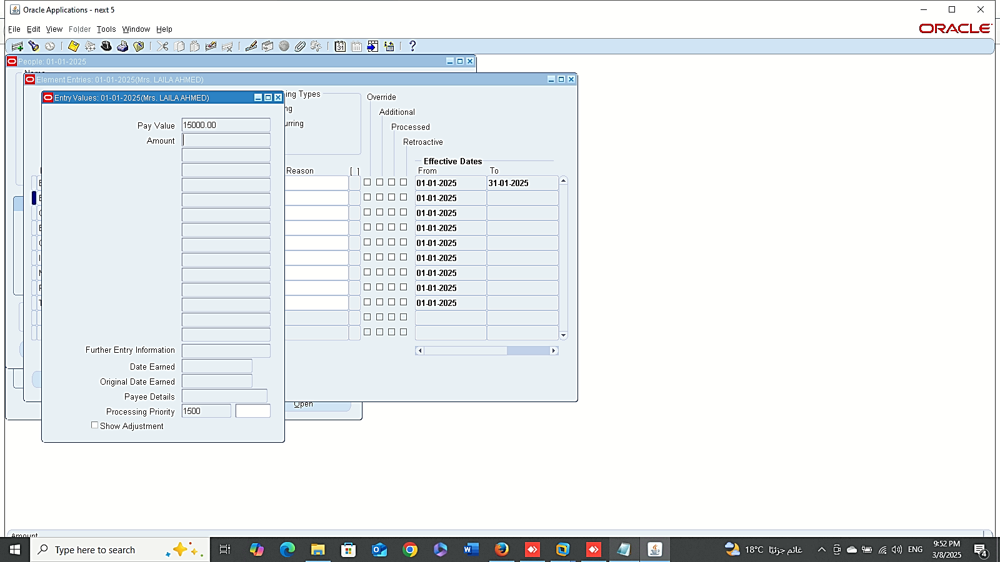 Oracle Applications - next 5
File Edit View Folder Tools Window Help
ORACLE
People: 01-01-2025
Element Entries: 01-01-2025(Mrs. LAILA AHMED)
Entry Values: 01-01-2025(Mrs. LAILA AHMED)
Override
Additional
Processed
Retroactive
Pay Value 15000.00
Amount
Effective Dates
Reason [ ] From To
01-01-2025 31-01-2025
01-01-2025
01-01-2025
01-01-2025
01-01-2025
01-01-2025
01-01-2025
01-01-2025
01-01-2025
Further Entry Information
Date Earned
Original Date Earned
Payee Details
Processing Priority 1500
Show Adjustment
Open
Amount
Type here to search
18°C غائم جزئيًا
ENG
9:52 PM
3/8/2025
4